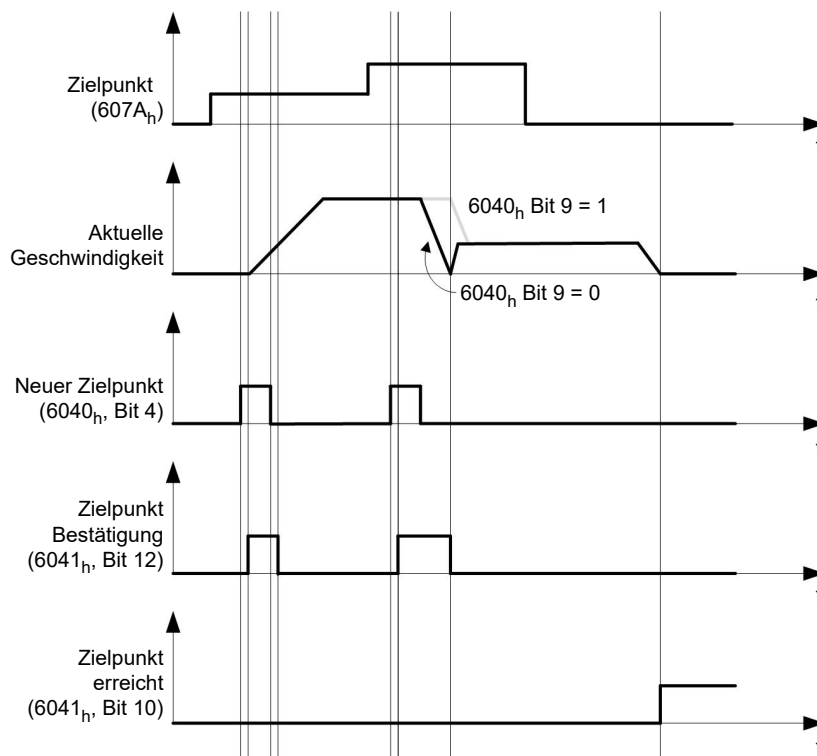 Zielpunkt
(607Ah)
6040h Bit 9 = 1
Aktuelle
Geschwindigkeit
6040h Bit 9 = 0
Neuer Zielpunkt
(6040h, Bit 4)
Zielpunkt
Bestätigung
(6041h, Bit 12)
Zielpunkt
erreicht
(6041h, Bit 10)